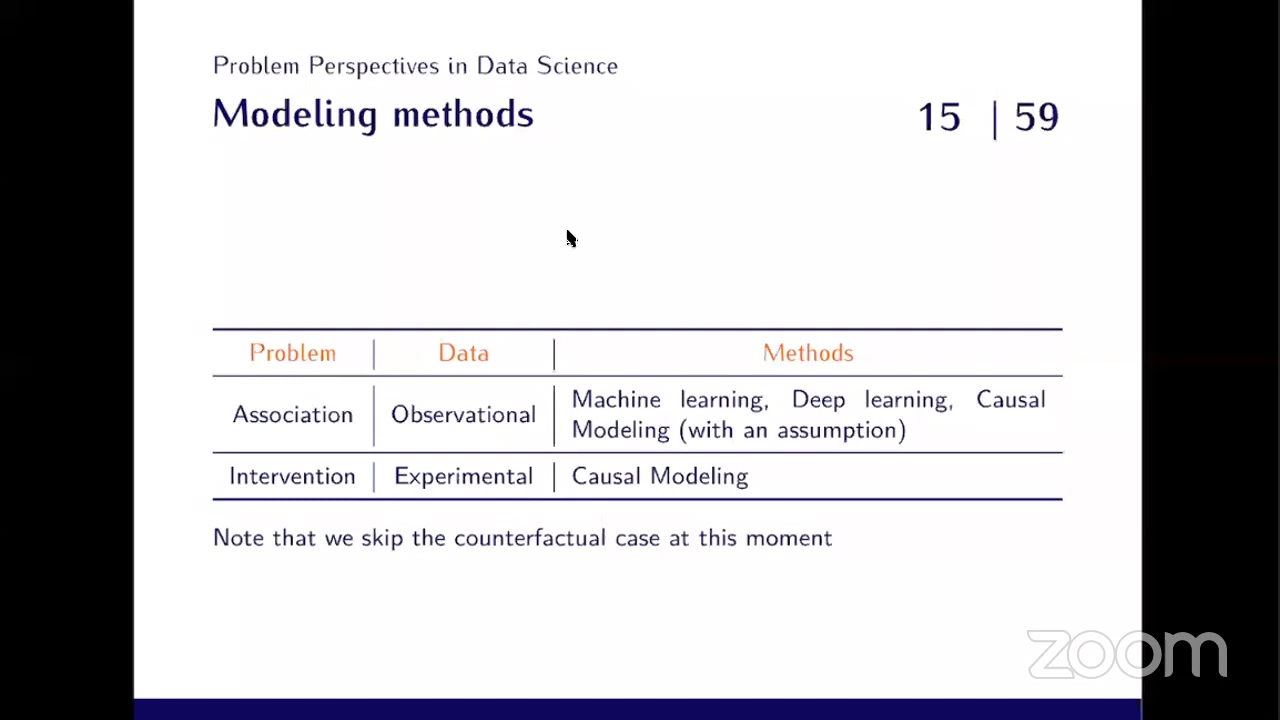 Problem Perspectives in Data Science
Modeling methods
15 | 59
Problem Data Methods
Association Observational Machine learning, Deep learning, Causal
Modeling (with an assumption)
Intervention Experimental Causal Modeling
Note that we skip the counterfactual case at this moment
zoom